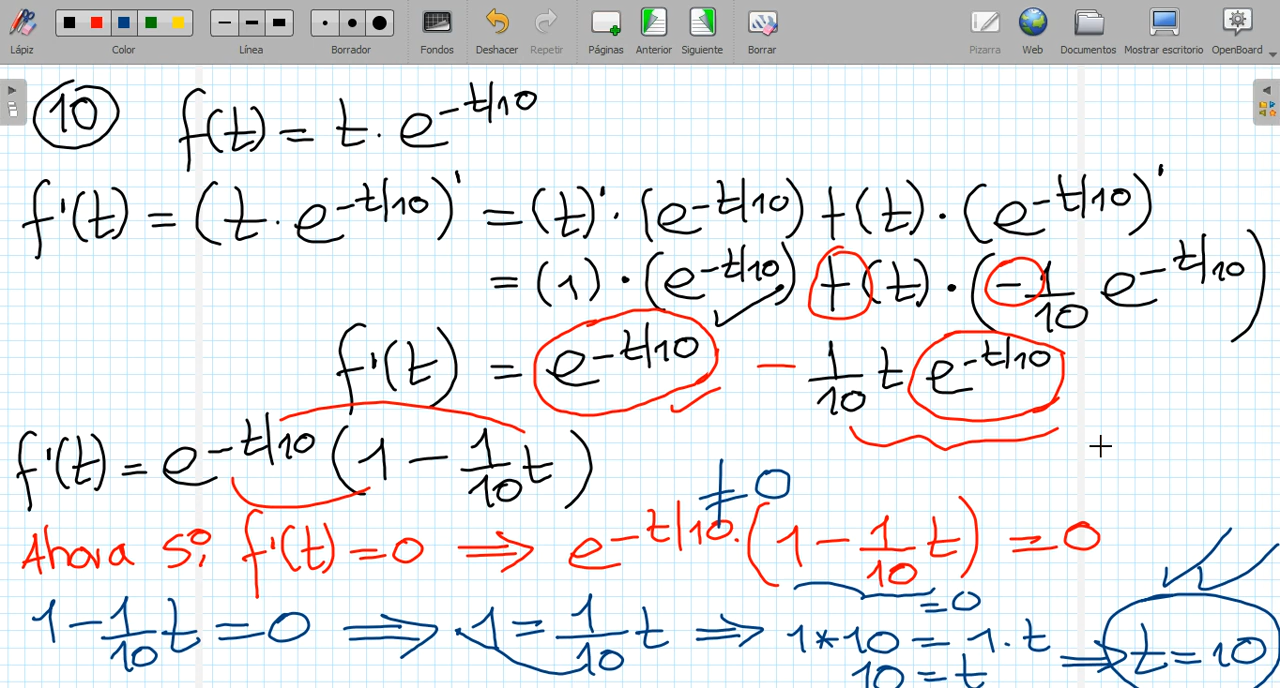 Lápiz Color Línea Borrador Fondos Deshacer Repetir Páginas Anterior Siguiente Borrar Pizarra Web Documentos Mostrar escritorio OpenBoard
10 f(t) = t · e^{-t/10}
f'(t) = (t · e^{-t/10})' = (t)' · (e^{-t/10}) + (t) · (e^{-t/10})'
= (1) · (e^{-t/10}) + (t) · (-1/10 e^{-t/10})
f'(t) = e^{-t/10} - 1/10 t e^{-t/10}
f'(t) = e^{-t/10} (1 - 1/10 t)
≠ 0
Ahora si f'(t) = 0 ⟹ e^{-t/10} · (1 - 1/10 t) = 0
= 0
1 - 1/10 t = 0 ⟹ 1 = 1/10 t ⟹ 1 * 10 = 1 · t
10 = t ⟹ t = 10